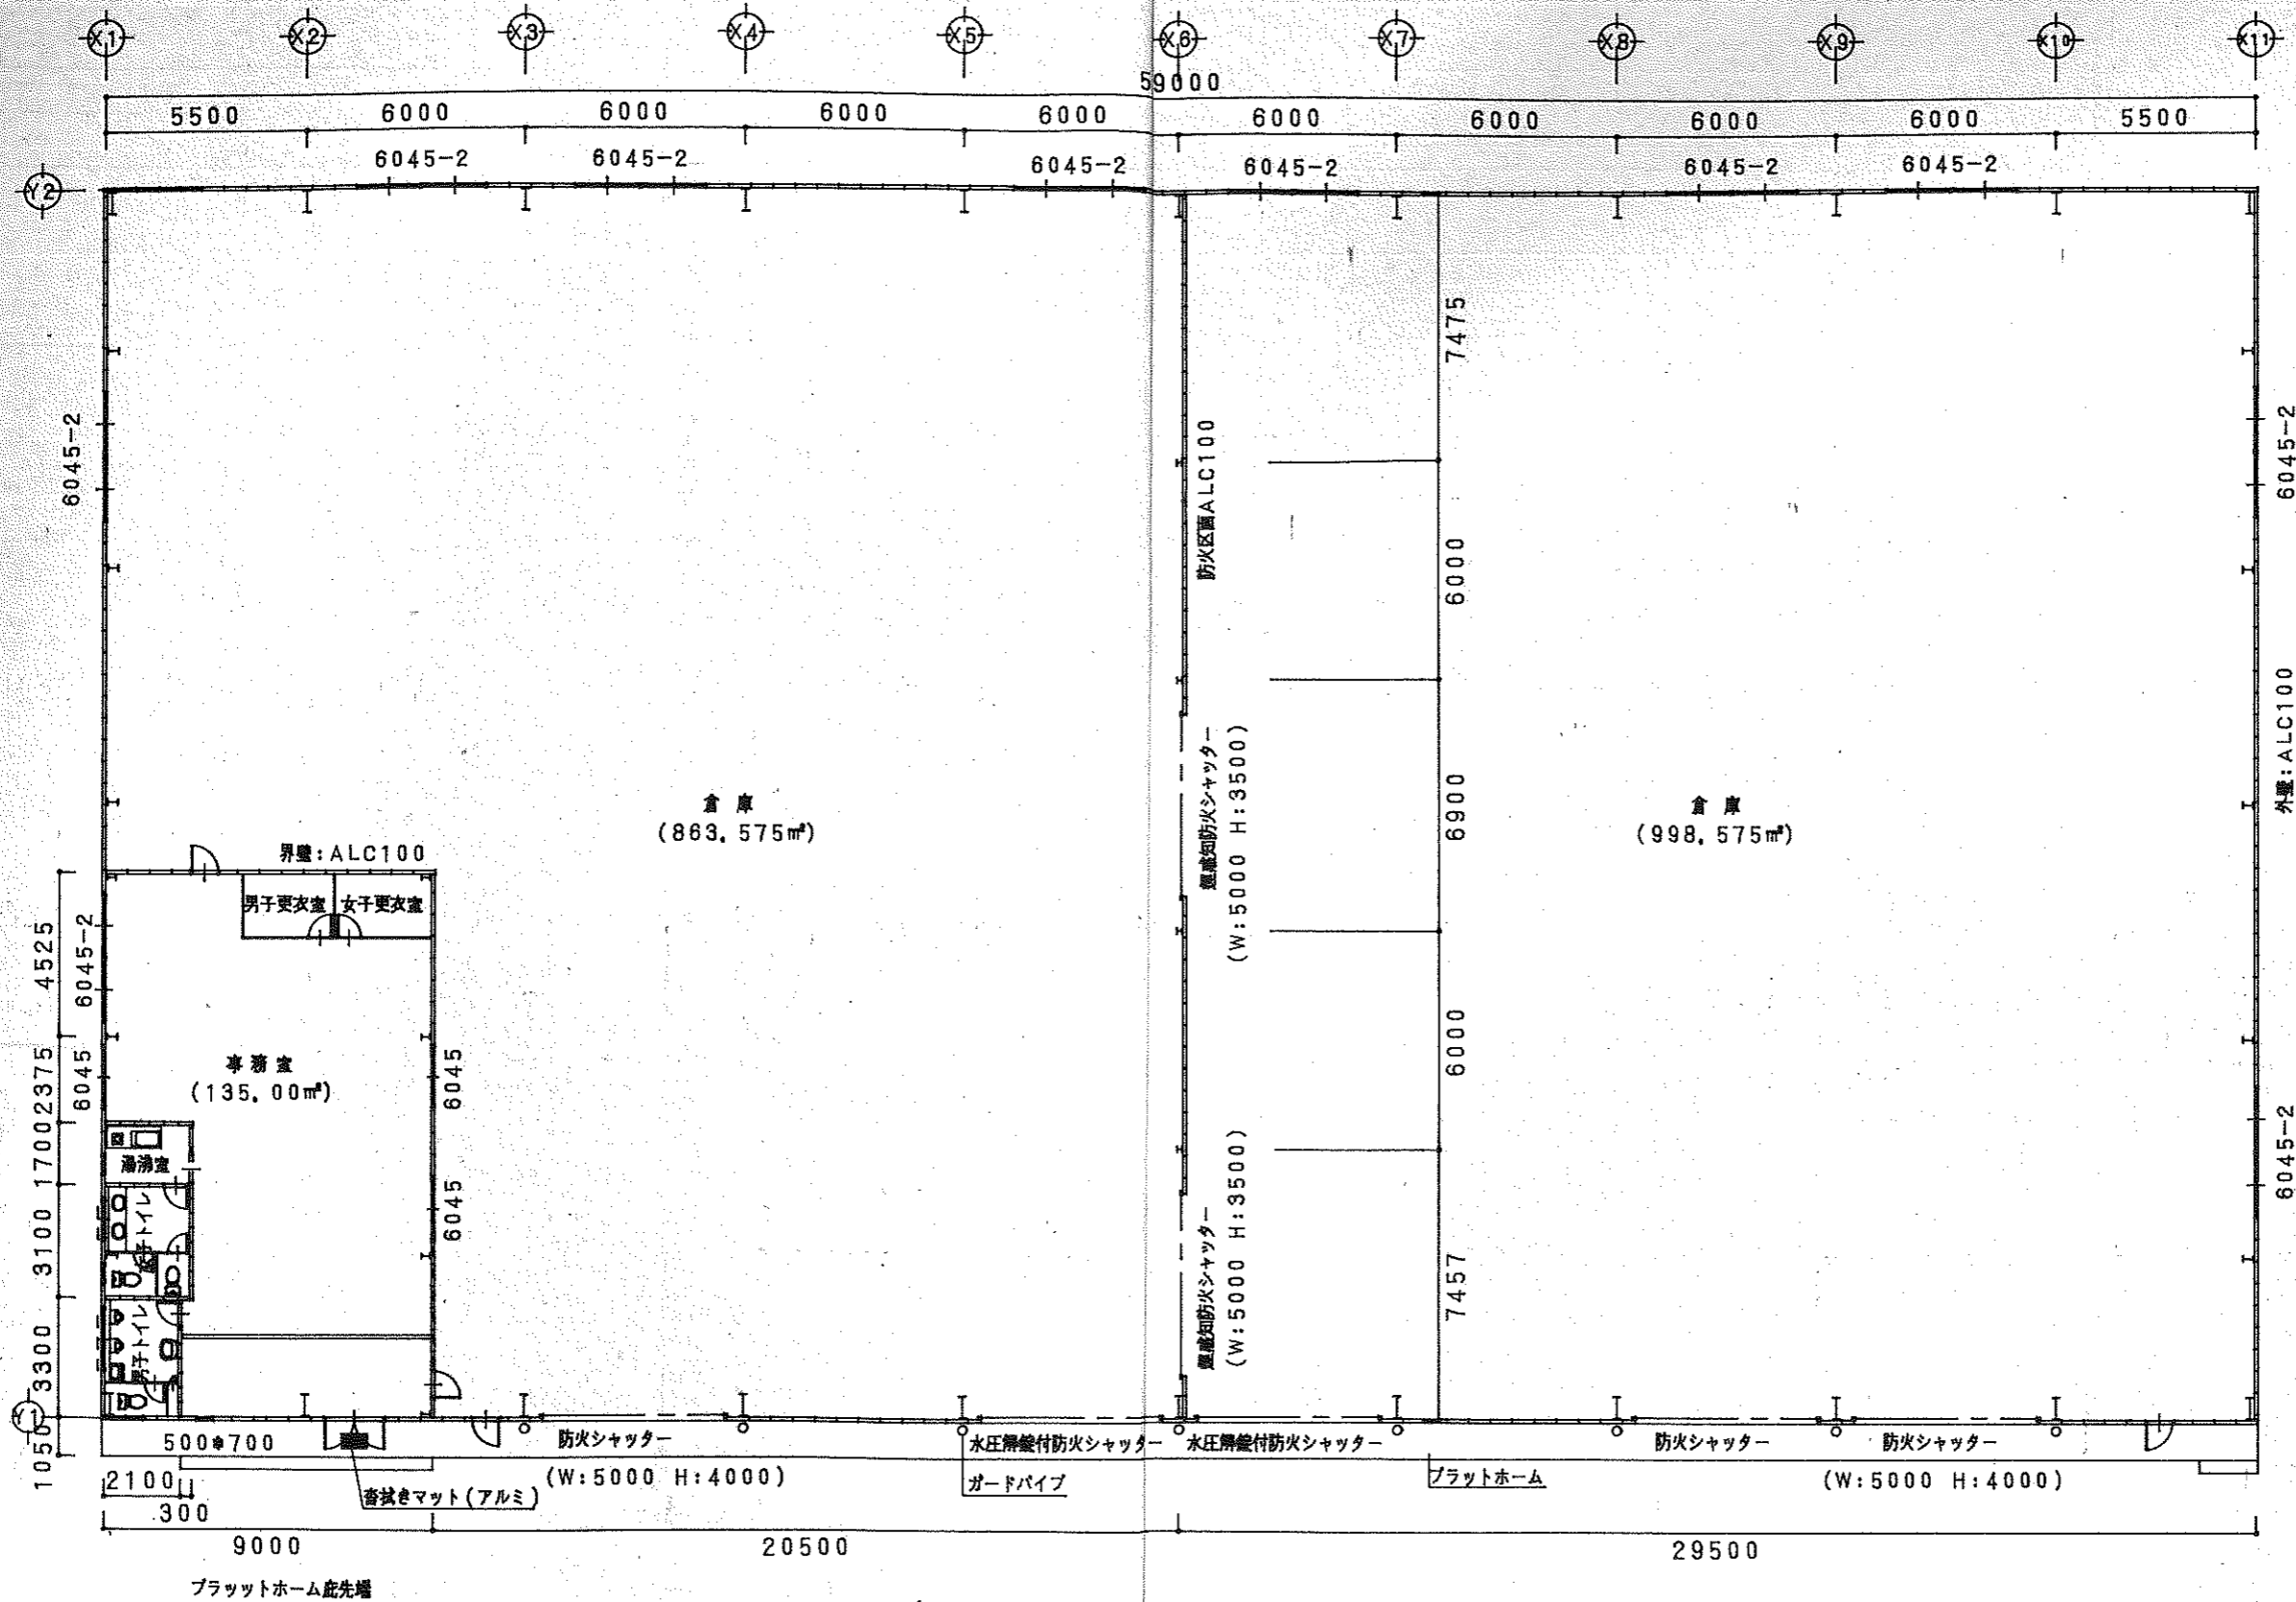 X1 X2 X3 X4 X5 X6 X7 X8 X9 X10 X11
59000
5500 6000 6000 6000 6000 6000 6000 6000 6000 5500
6045-2 6045-2 6045-2 6045-2 6045-2 6045-2
Y2
7475
6045-2
防火区画ALC100
6045-2
6000
外壁:ALC100
煙感知防火シャッター
(W:5000 H:3500)
6900
倉庫
(863.575㎡)
倉庫
(998.575㎡)
界壁:ALC100
男子更衣室 女子更衣室
4525
6045-2
6000
2375
6045
事務室
(135.00㎡)
6045
1700
湯沸室
6045-2
3100
女子トイレ
6045
煙感知防火シャッター
(W:5000 H:3500)
7457
3300
男子トイレ
Y1
1050
500*700
防火シャッター
水圧解錠付防火シャッター
水圧解錠付防火シャッター
防火シャッター
防火シャッター
2100
300
沓拭きマット(アルミ)
(W:5000 H:4000)
ガードパイプ
プラットホーム
(W:5000 H:4000)
9000 20500 29500
プラッットホーム庇先端